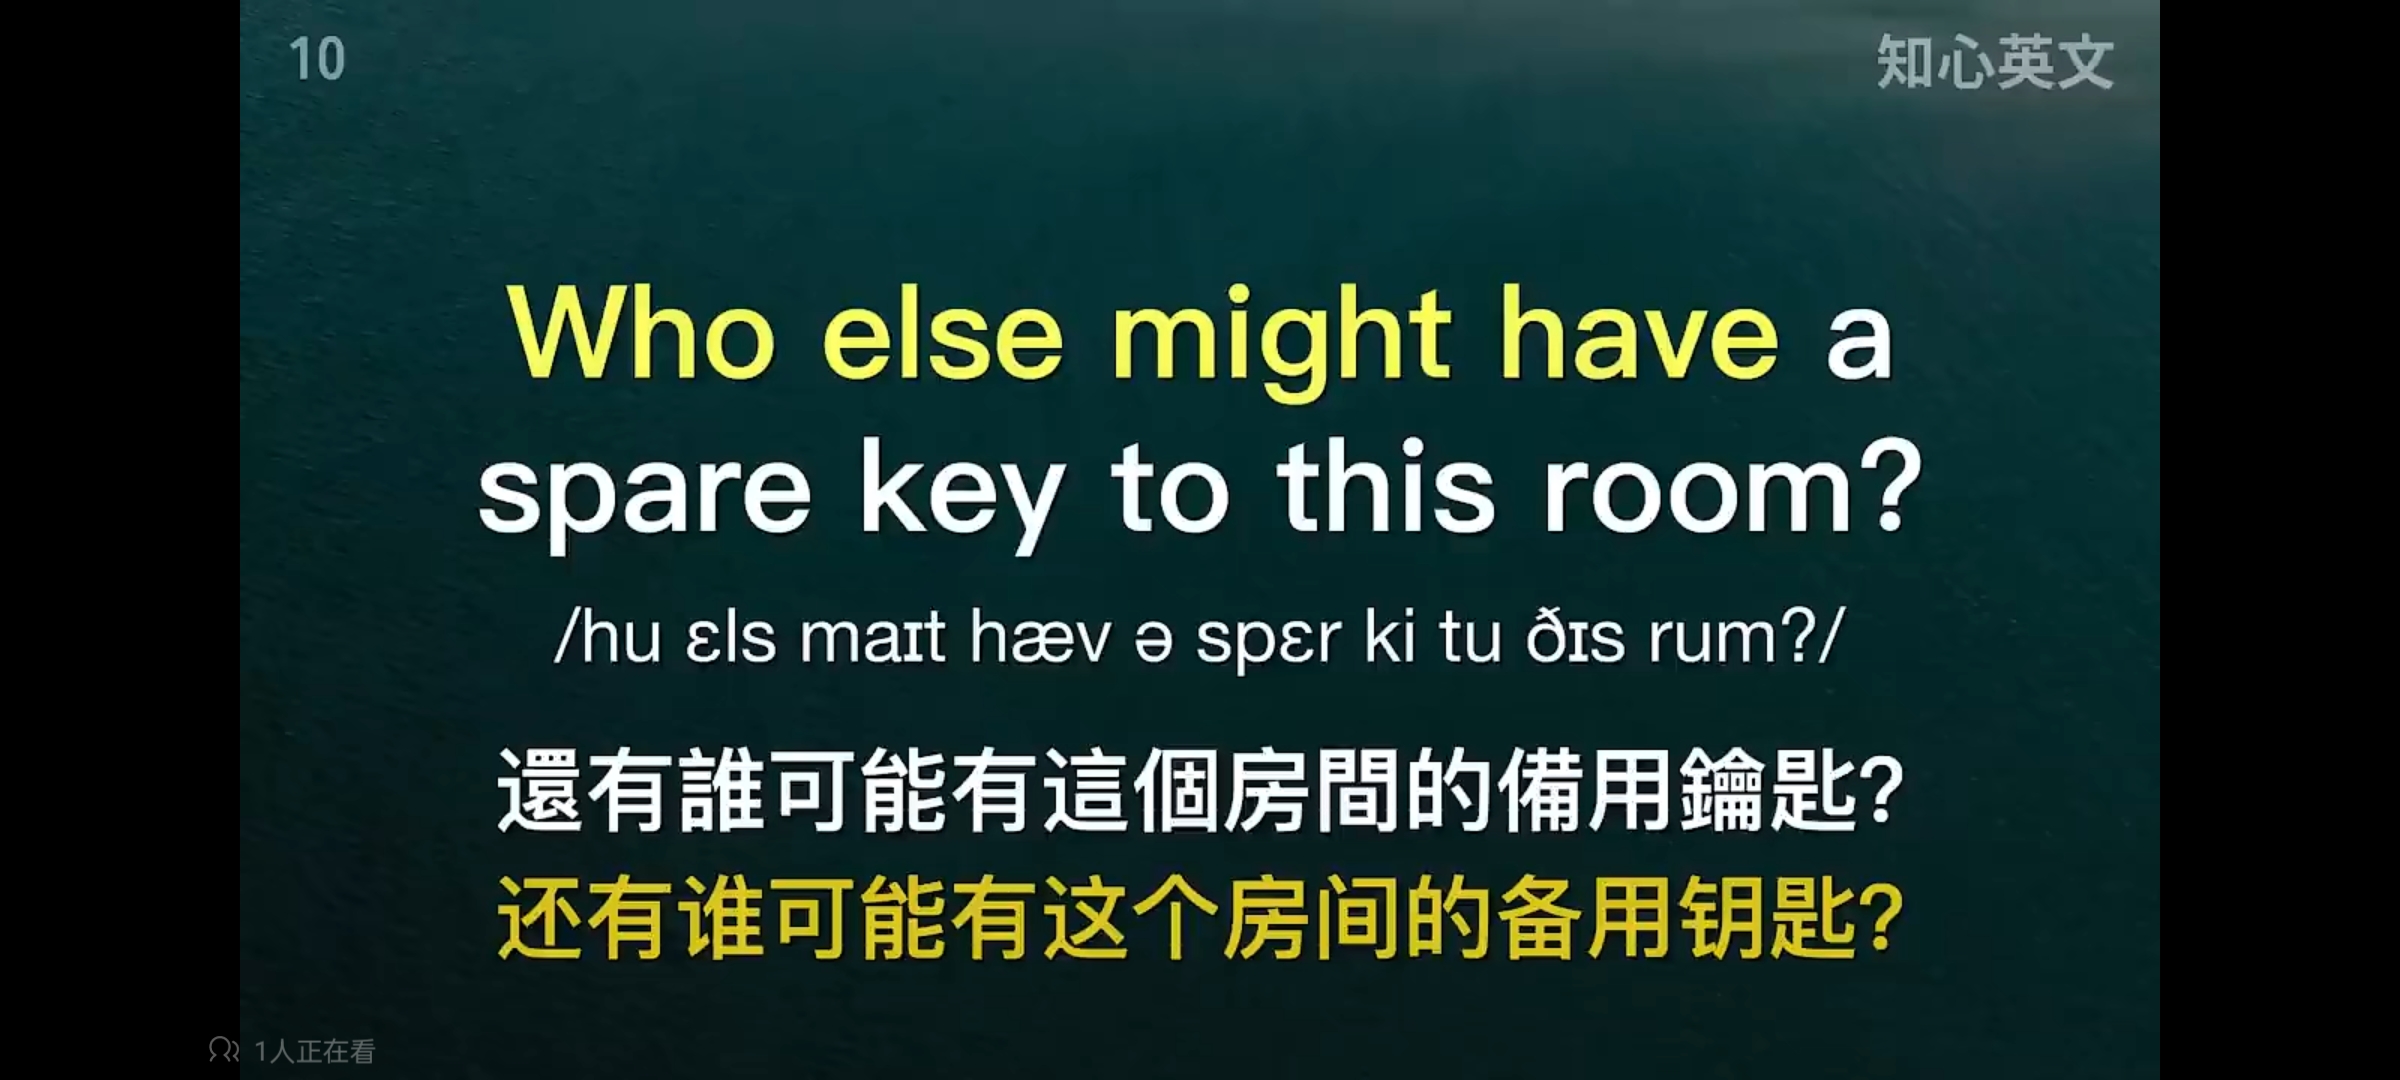 10
知心英文
Who else might have a
spare key to this room?
/hu ɛls maɪt hæv ə spɛr ki tu ðɪs rum?/
還有誰可能有這個房間的備用鑰匙?
还有谁可能有这个房间的备用钥匙?
1人正在看